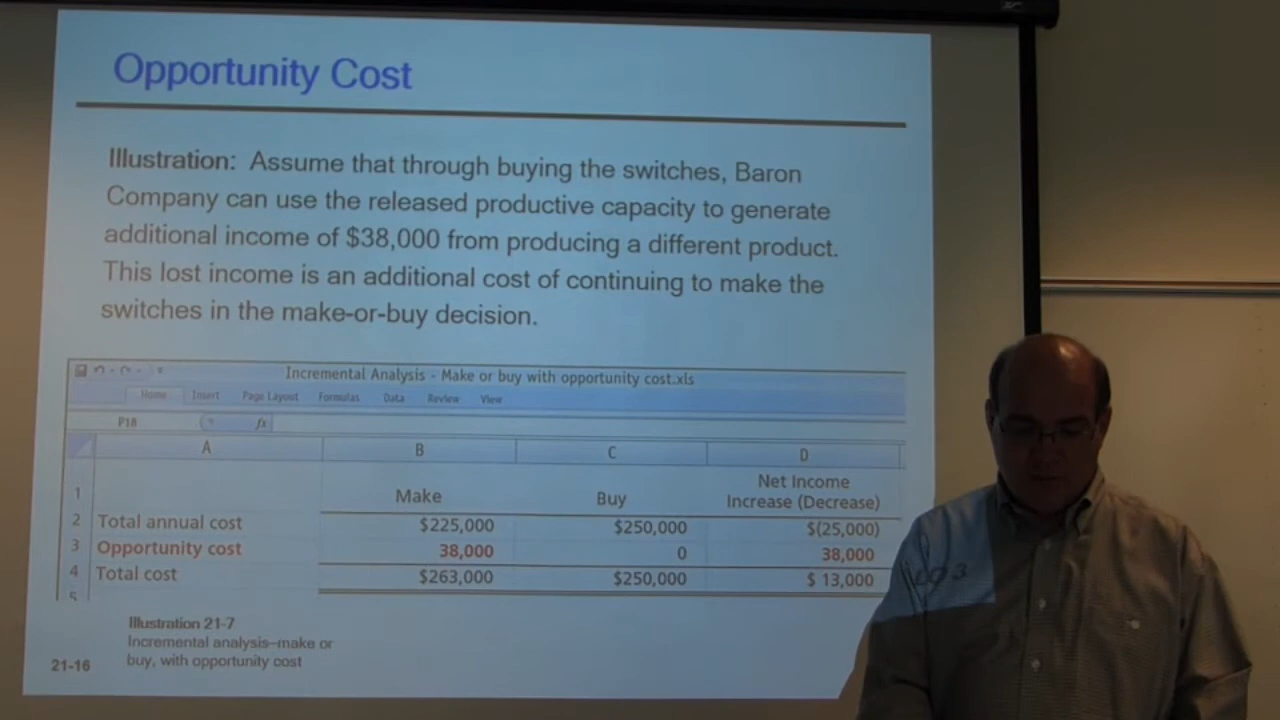 Opportunity Cost
Illustration: Assume that through buying the switches, Baron
Company can use the released productive capacity to generate
additional income of $38,000 from producing a different product.
This lost income is an additional cost of continuing to make the
switches in the make-or-buy decision.
Incremental Analysis - Make or buy with opportunity cost.xls
Home Insert Page Layout Formulas Data Review View
P18 fx
A B C D
1 Make Buy Net Income
Increase (Decrease)
2 Total annual cost $225,000 $250,000 $(25,000)
3 Opportunity cost 38,000 0 38,000
4 Total cost $263,000 $250,000 $ 13,000
5
LO 3
Illustration 21-7
Incremental analysis–make or
buy, with opportunity cost
21-16